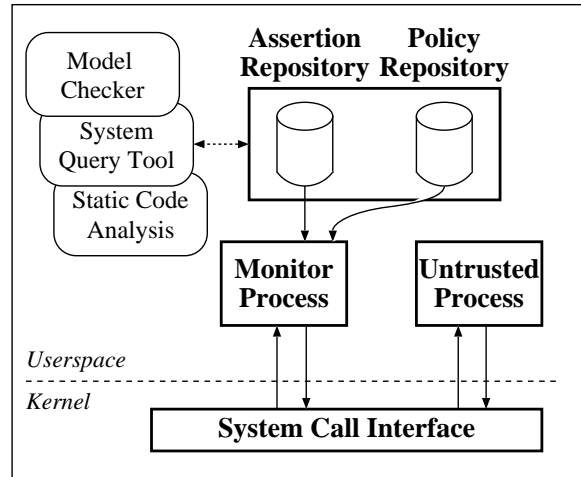 Model
Checker
System
Query Tool
Static Code
Analysis
Assertion
Repository
Policy
Repository
Monitor
Process
Untrusted
Process
Userspace
Kernel
System Call Interface